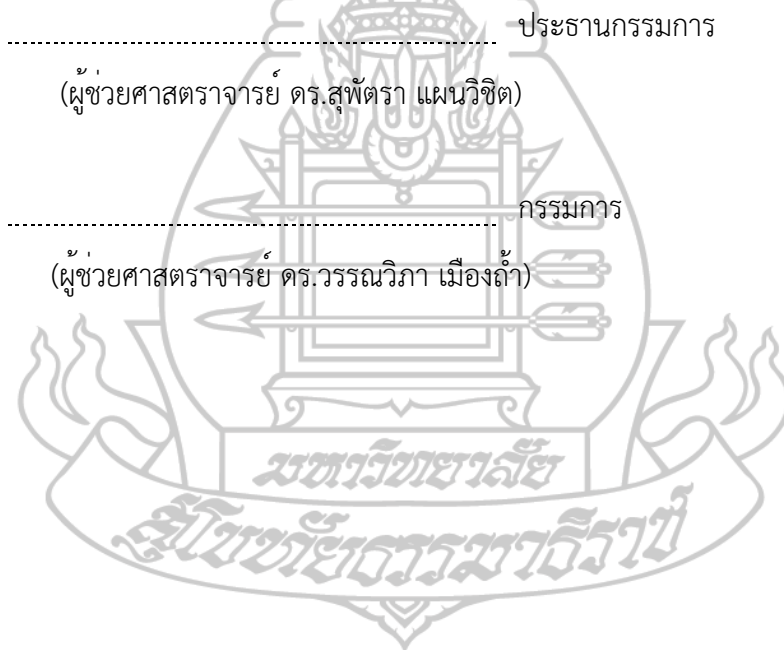 ประธานกรรมการ
(ผู้ช่วยศาสตราจารย์ ดร.สุพัตรา แผนวิชิต)
กรรมการ
(ผู้ช่วยศาสตราจารย์ ดร.วรรณวิภา เมืองถ้ำ)
มหาวิทยาลัย
สุโขทัยธรรมาธิราช